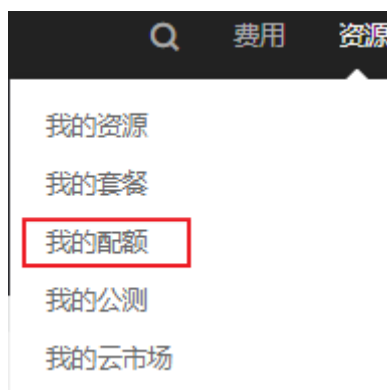 费用 资源
我的资源
我的套餐
我的配额
我的公测
我的云市场